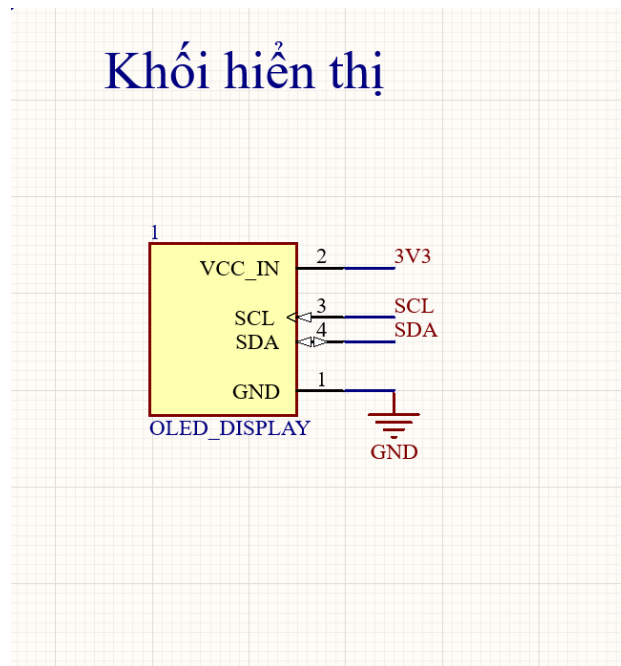 Khối hiển thị
1
VCC_IN 2 3V3
SCL 3 SCL
SDA 4 SDA
GND 1
OLED_DISPLAY
GND